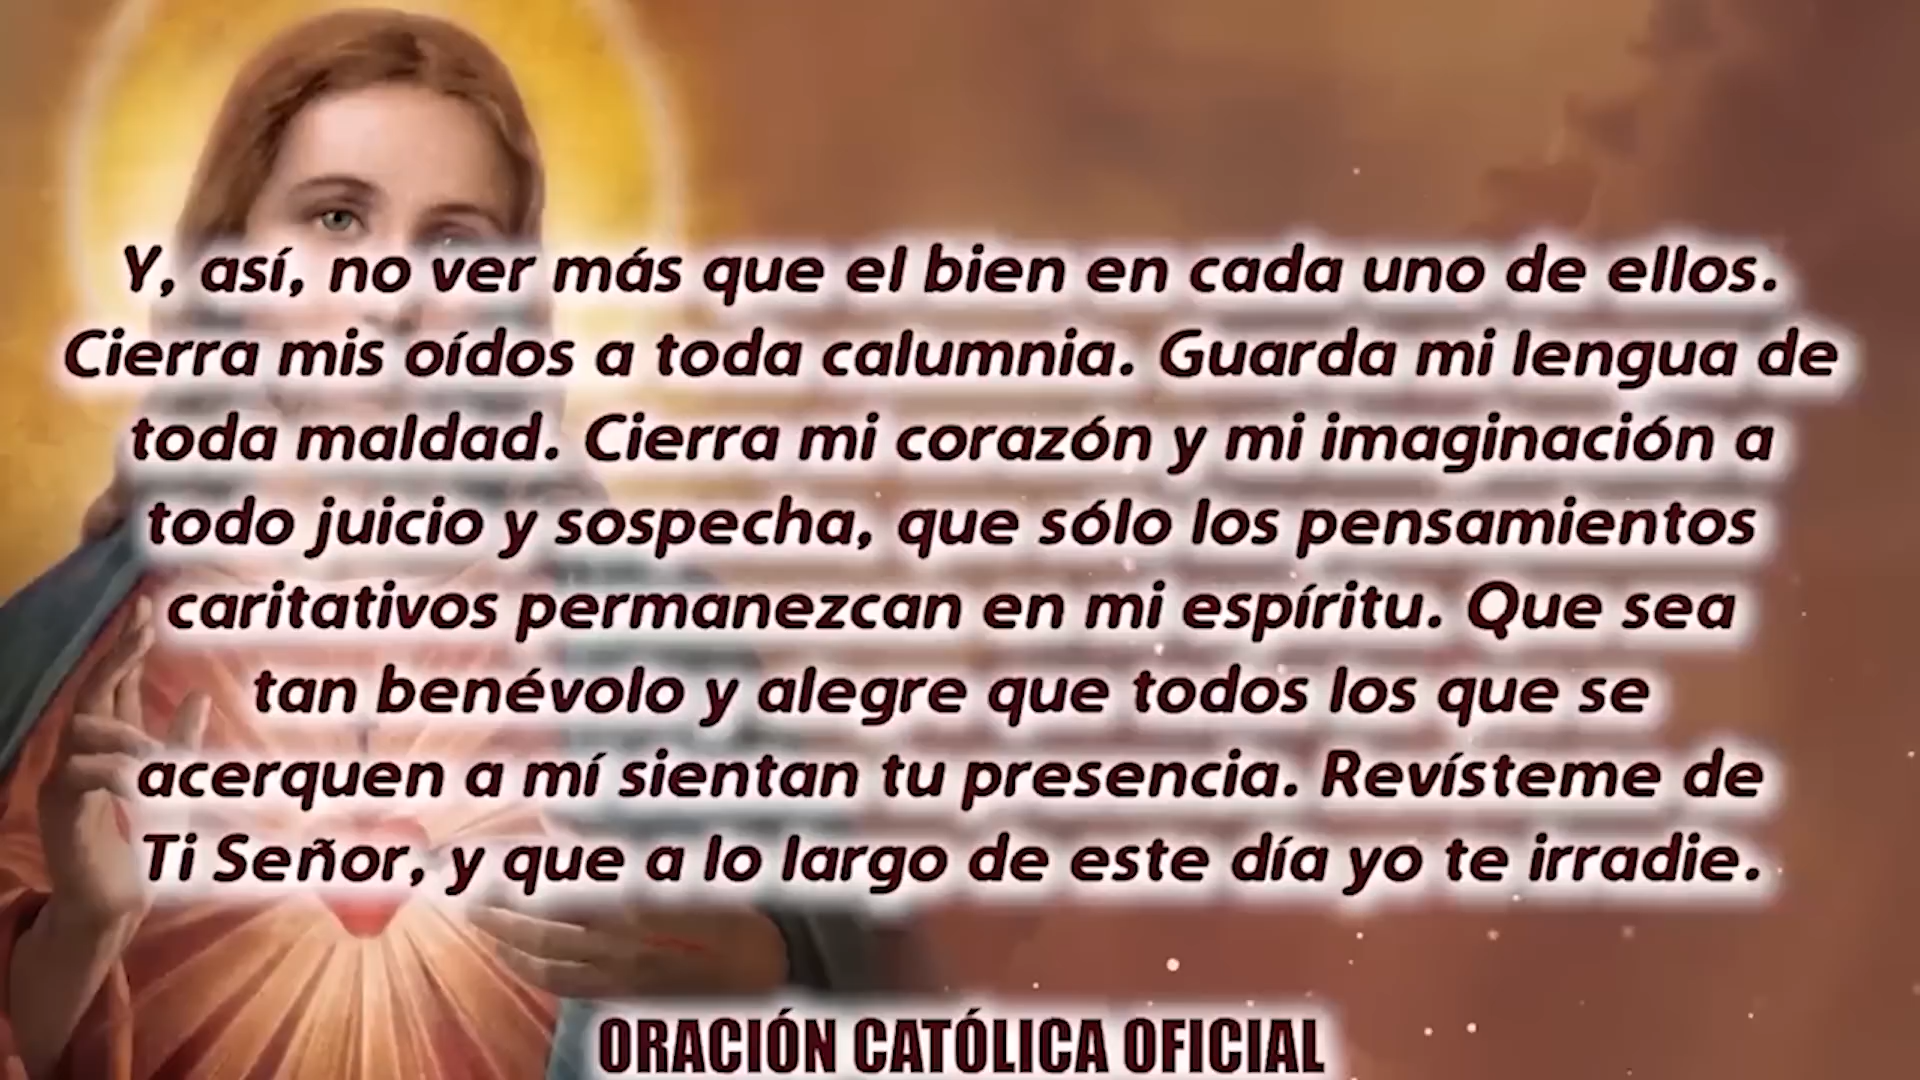 Y, así, no ver más que el bien en cada uno de ellos.
Cierra mis oídos a toda calumnia. Guarda mi lengua de
toda maldad. Cierra mi corazón y mi imaginación a
todo juicio y sospecha, que sólo los pensamientos
caritativos permanezcan en mi espíritu. Que sea
tan benévolo y alegre que todos los que se
acerquen a mí sientan tu presencia. Revísteme de
Ti Señor, y que a lo largo de este día yo te irradie.
ORACIÓN CATÓLICA OFICIAL